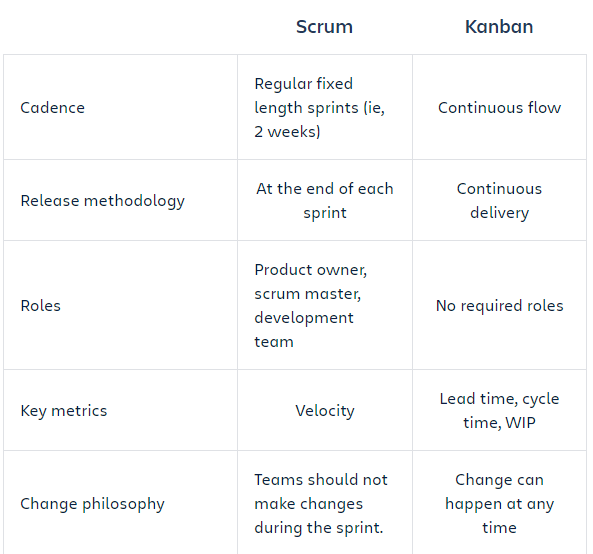 Scrum Kanban
Cadence
Regular fixed
length sprints (ie,
2 weeks)
Continuous flow
Release methodology
At the end of each
sprint
Continuous
delivery
Roles
Product owner,
scrum master,
development
team
No required roles
Key metrics
Velocity
Lead time, cycle
time, WIP
Change philosophy
Teams should not
make changes
during the sprint.
Change can
happen at any
time